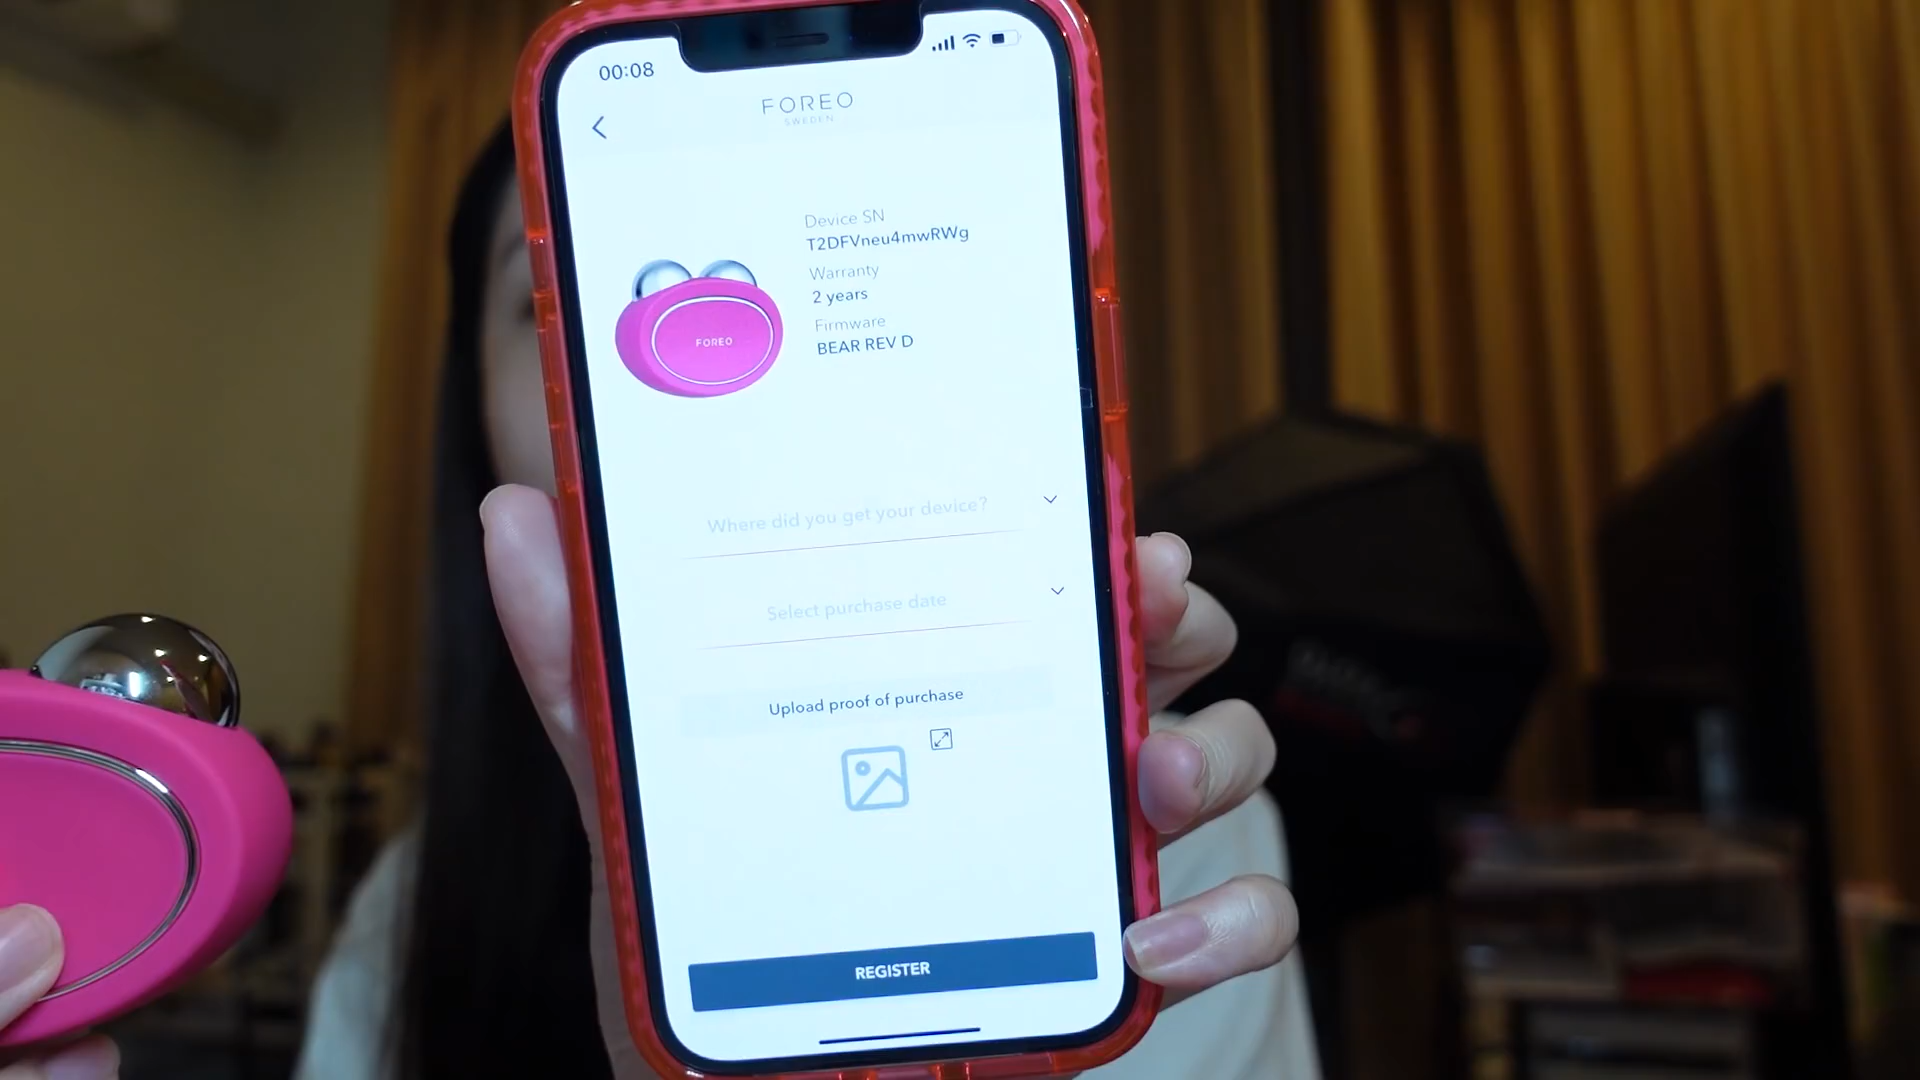 00:08
FOREO
SWEDEN
Device SN
T2DFVneu4mwRWg
Warranty
2 years
Firmware
BEAR REV D
FOREO
Where did you get your device?
Select purchase date
Upload proof of purchase
REGISTER